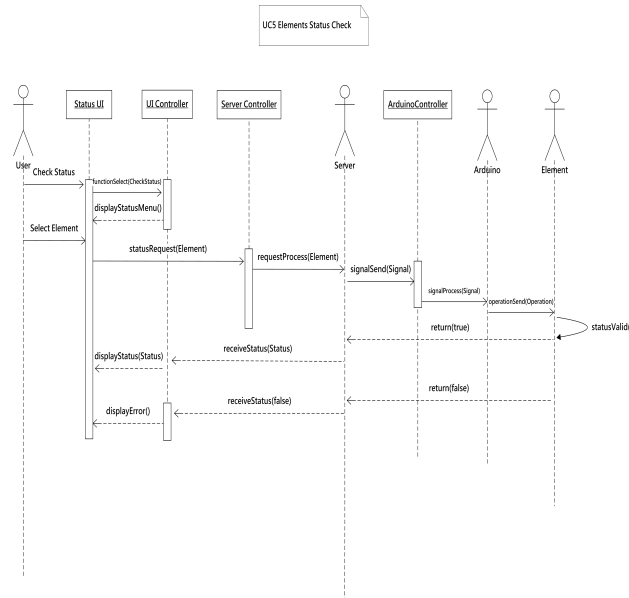 UC5 Elements Status Check
Status UI
UI Controller
Server Controller
ArduinoController
User
Server
Arduino
Element
Check Status
functionSelect(CheckStatus)
displayStatusMenu()
Select Element
statusRequest(Element)
requestProcess(Element)
signalSend(Signal)
signalProcess(Signal)
operationSend(Operation)
return(true)
receiveStatus(Status)
displayStatus(Status)
return(false)
receiveStatus(false)
displayError()